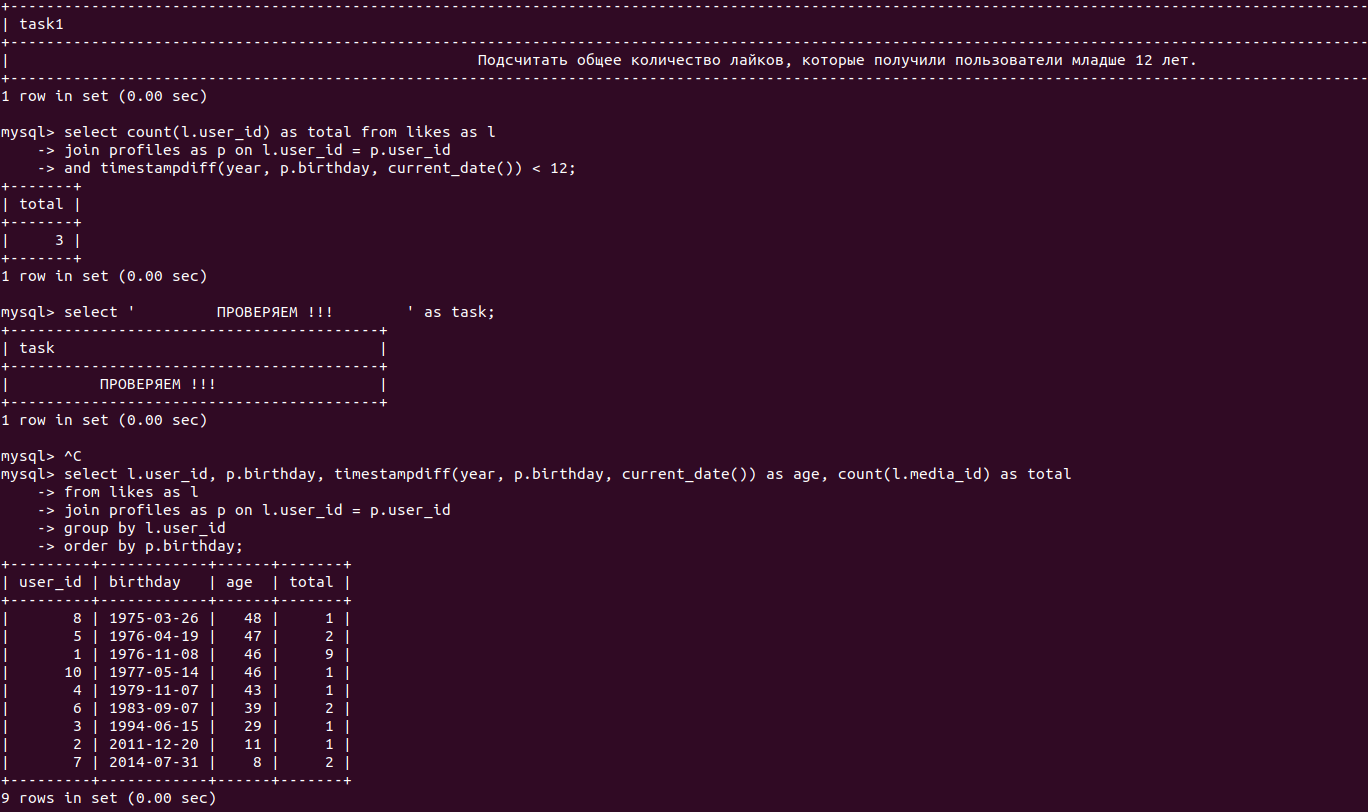 +-------------------------------------------------------------------------------------------------------------------------------------------------------
| task1
+-------------------------------------------------------------------------------------------------------------------------------------------------------
|                                                    Подсчитать общее количество лайков, которые получили пользователи младше 12 лет.
+-------------------------------------------------------------------------------------------------------------------------------------------------------
1 row in set (0.00 sec)

mysql> select count(l.user_id) as total from likes as l
    -> join profiles as p on l.user_id = p.user_id
    -> and timestampdiff(year, p.birthday, current_date()) < 12;
+-------+
| total |
+-------+
|     3 |
+-------+
1 row in set (0.00 sec)

mysql> select '         ПРОВЕРЯЕМ !!!        ' as task;
+-----------------------------------------+
| task                                    |
+-----------------------------------------+
|          ПРОВЕРЯЕМ !!!                  |
+-----------------------------------------+
1 row in set (0.00 sec)

mysql> ^C
mysql> select l.user_id, p.birthday, timestampdiff(year, p.birthday, current_date()) as age, count(l.media_id) as total
    -> from likes as l
    -> join profiles as p on l.user_id = p.user_id
    -> group by l.user_id
    -> order by p.birthday;
+---------+------------+------+-------+
| user_id | birthday   | age  | total |
+---------+------------+------+-------+
|       8 | 1975-03-26 |   48 |     1 |
|       5 | 1976-04-19 |   47 |     2 |
|       1 | 1976-11-08 |   46 |     9 |
|      10 | 1977-05-14 |   46 |     1 |
|       4 | 1979-11-07 |   43 |     1 |
|       6 | 1983-09-07 |   39 |     2 |
|       3 | 1994-06-15 |   29 |     1 |
|       2 | 2011-12-20 |   11 |     1 |
|       7 | 2014-07-31 |    8 |     2 |
+---------+------------+------+-------+
9 rows in set (0.00 sec)